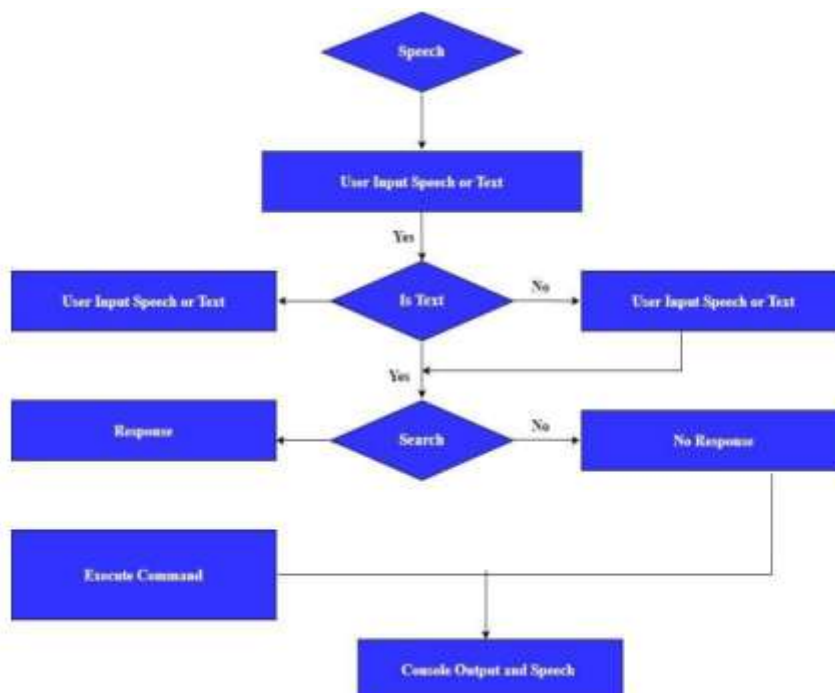 Speech
User Input Speech or Text
Yes
User Input Speech or Text
Is Text
No
User Input Speech or Text
Yes
Response
Search
No
No Response
Execute Command
Console Output and Speech